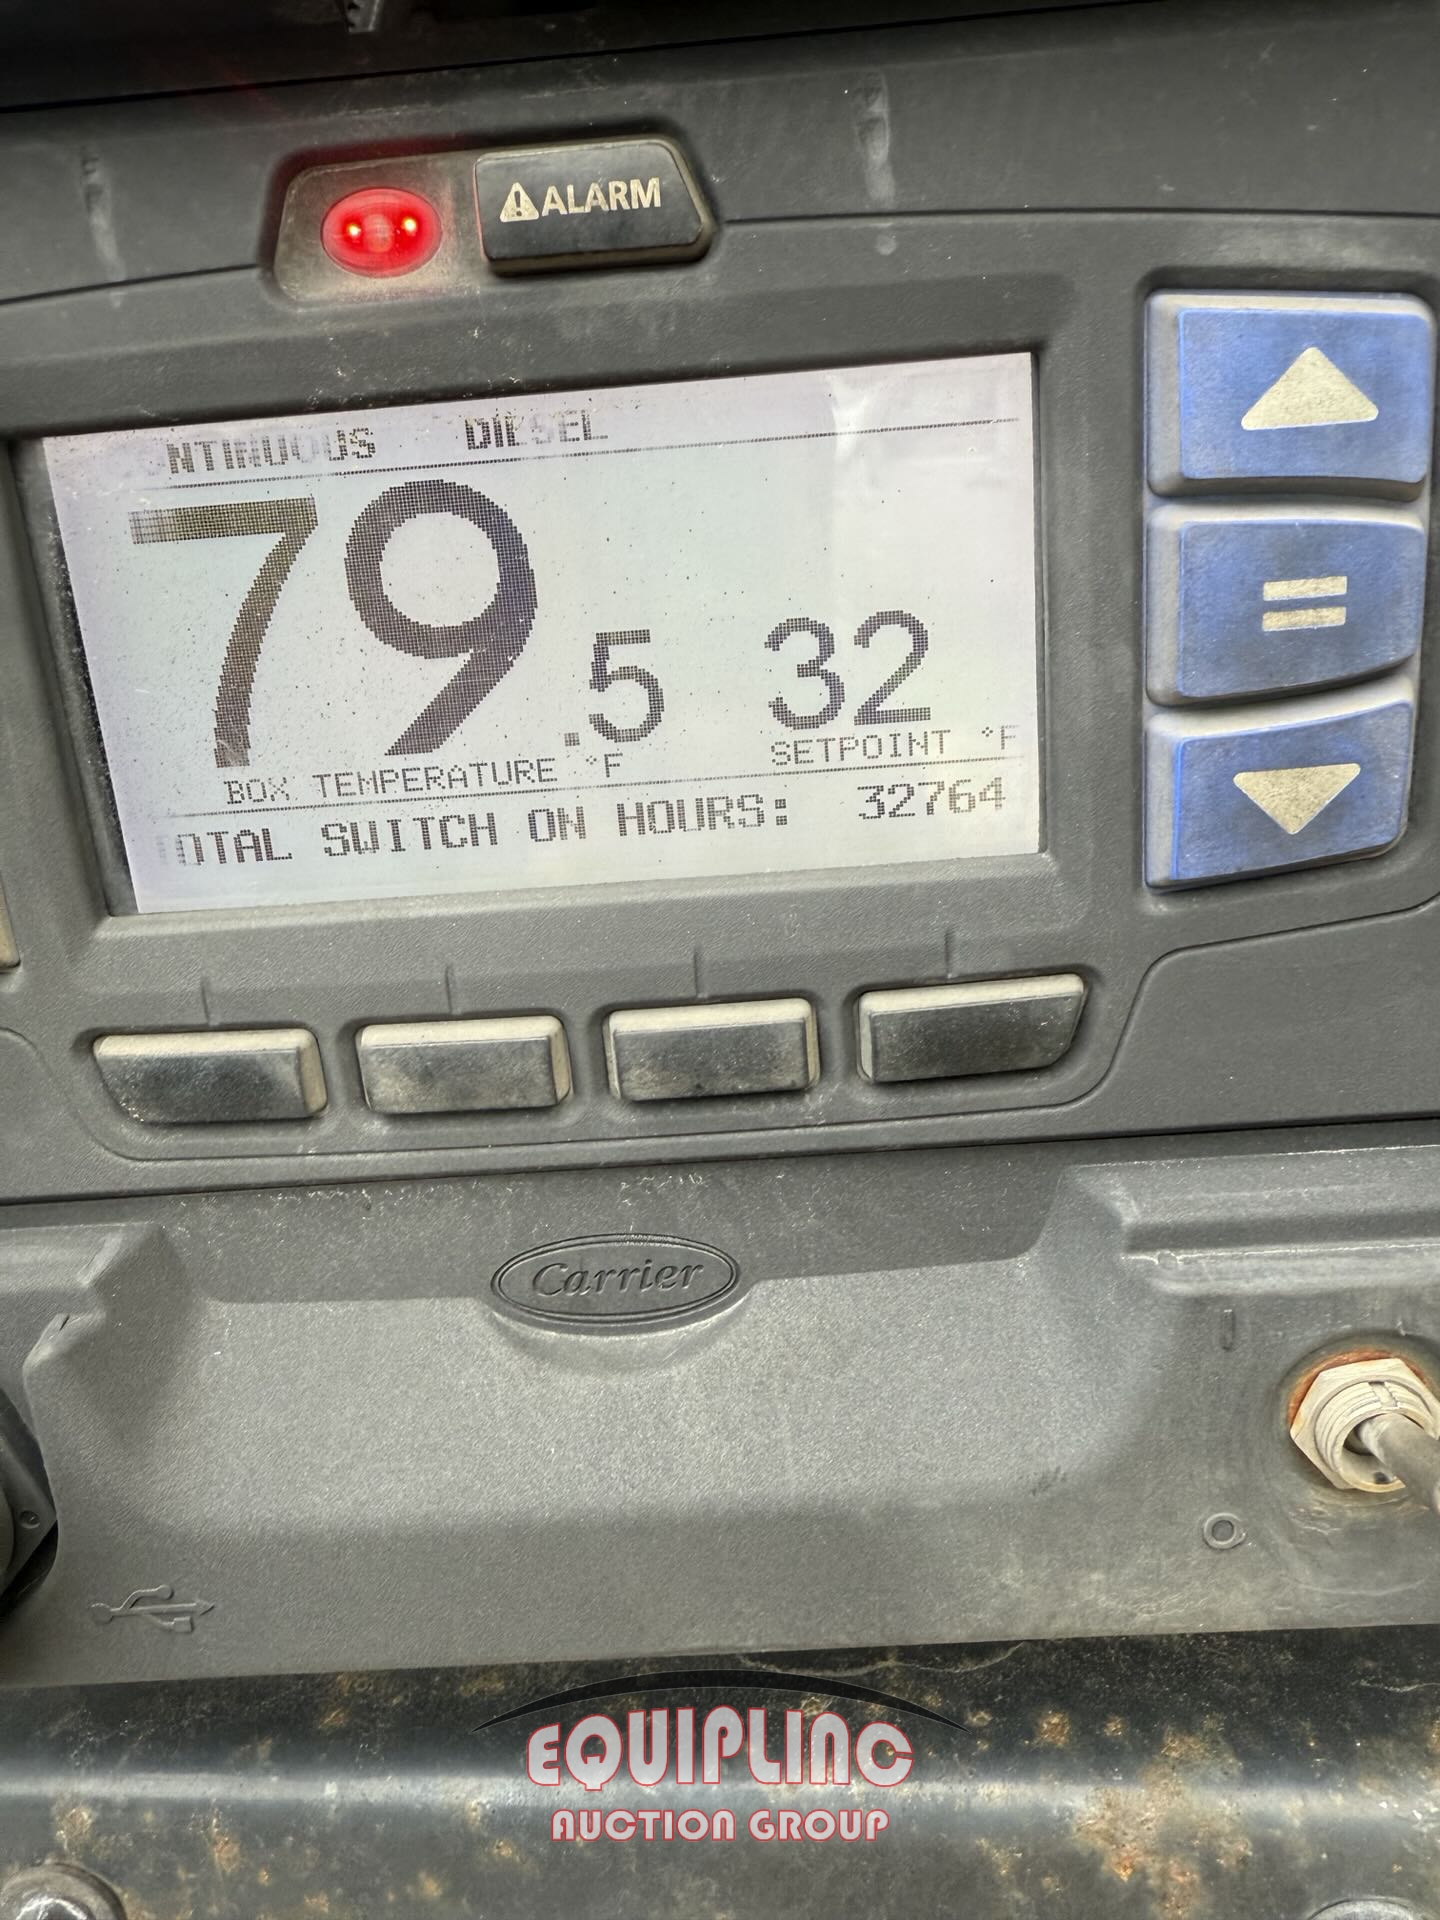 ALARM
NTINUOUS DIESEL
79.5 32
BOX TEMPERATURE °F SETPOINT °F
OTAL SWITCH ON HOURS: 32764
Carrier
EQUIPLINC
AUCTION GROUP